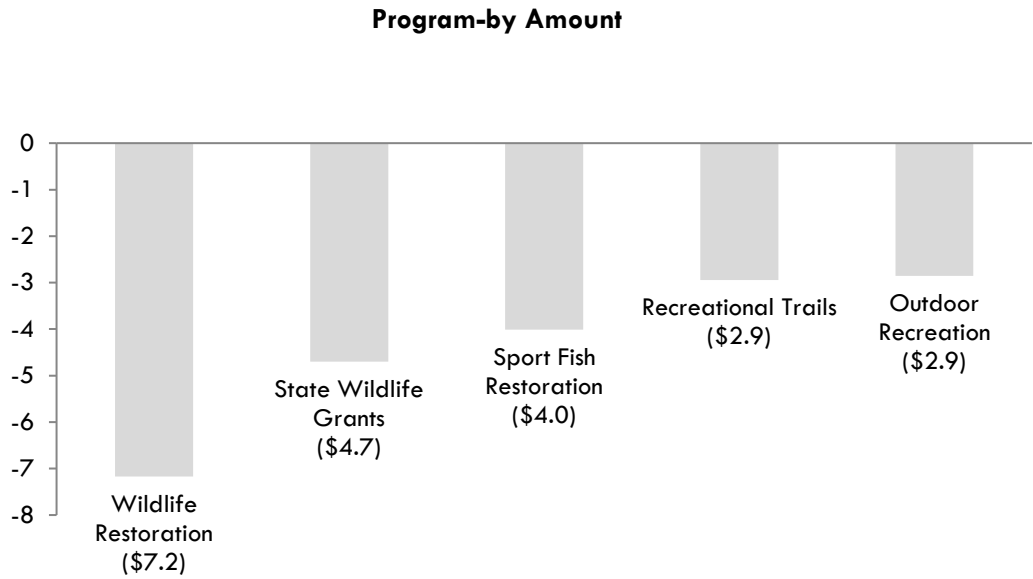 Program-by Amount
0
-1
-2
-3
-4
-5
-6
-7
-8
Wildlife
Restoration
($7.2)
State Wildlife
Grants
($4.7)
Sport Fish
Restoration
($4.0)
Recreational Trails
($2.9)
Outdoor
Recreation
($2.9)